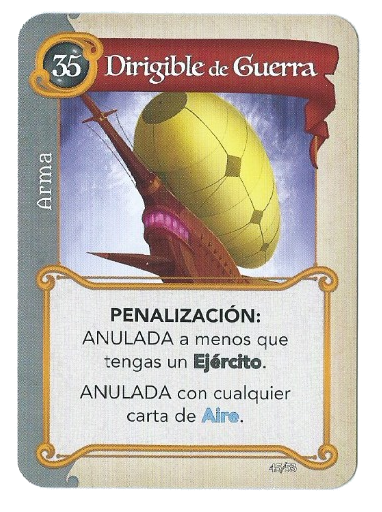 35 Dirigible de Guerra
Arma
PENALIZACIÓN:
ANULADA a menos que
tengas un Ejército.
ANULADA con cualquier
carta de Aire.